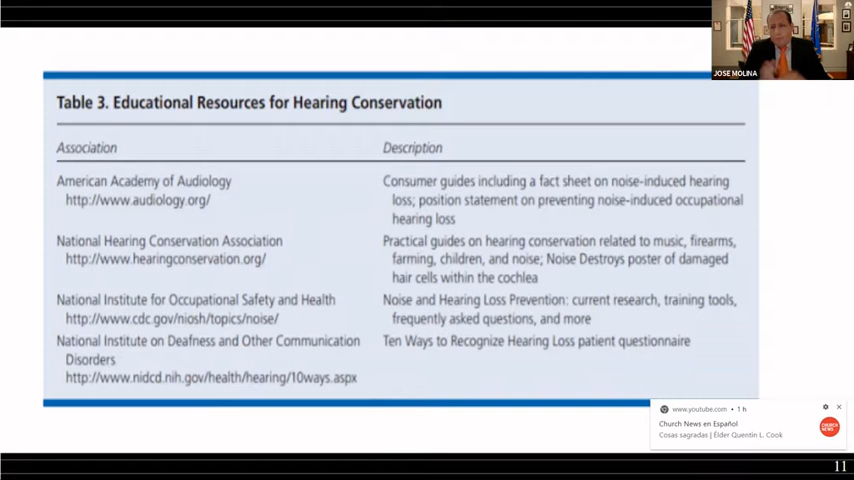 JOSE MOLINA
Table 3. Educational Resources for Hearing Conservation
Association Description
American Academy of Audiology
http://www.audiology.org/
Consumer guides including a fact sheet on noise-induced hearing
loss; position statement on preventing noise-induced occupational
hearing loss
National Hearing Conservation Association
http://www.hearingconservation.org/
Practical guides on hearing conservation related to music, firearms,
farming, children, and noise; Noise Destroys poster of damaged
hair cells within the cochlea
National Institute for Occupational Safety and Health
http://www.cdc.gov/niosh/topics/noise/
Noise and Hearing Loss Prevention: current research, training tools,
frequently asked questions, and more
National Institute on Deafness and Other Communication
Disorders
http://www.nidcd.nih.gov/health/hearing/10ways.aspx
Ten Ways to Recognize Hearing Loss patient questionnaire
www.youtube.com • 1 h
Church News en Español
Cosas sagradas | Élder Quentin L. Cook
CHURCH
NEWS
11